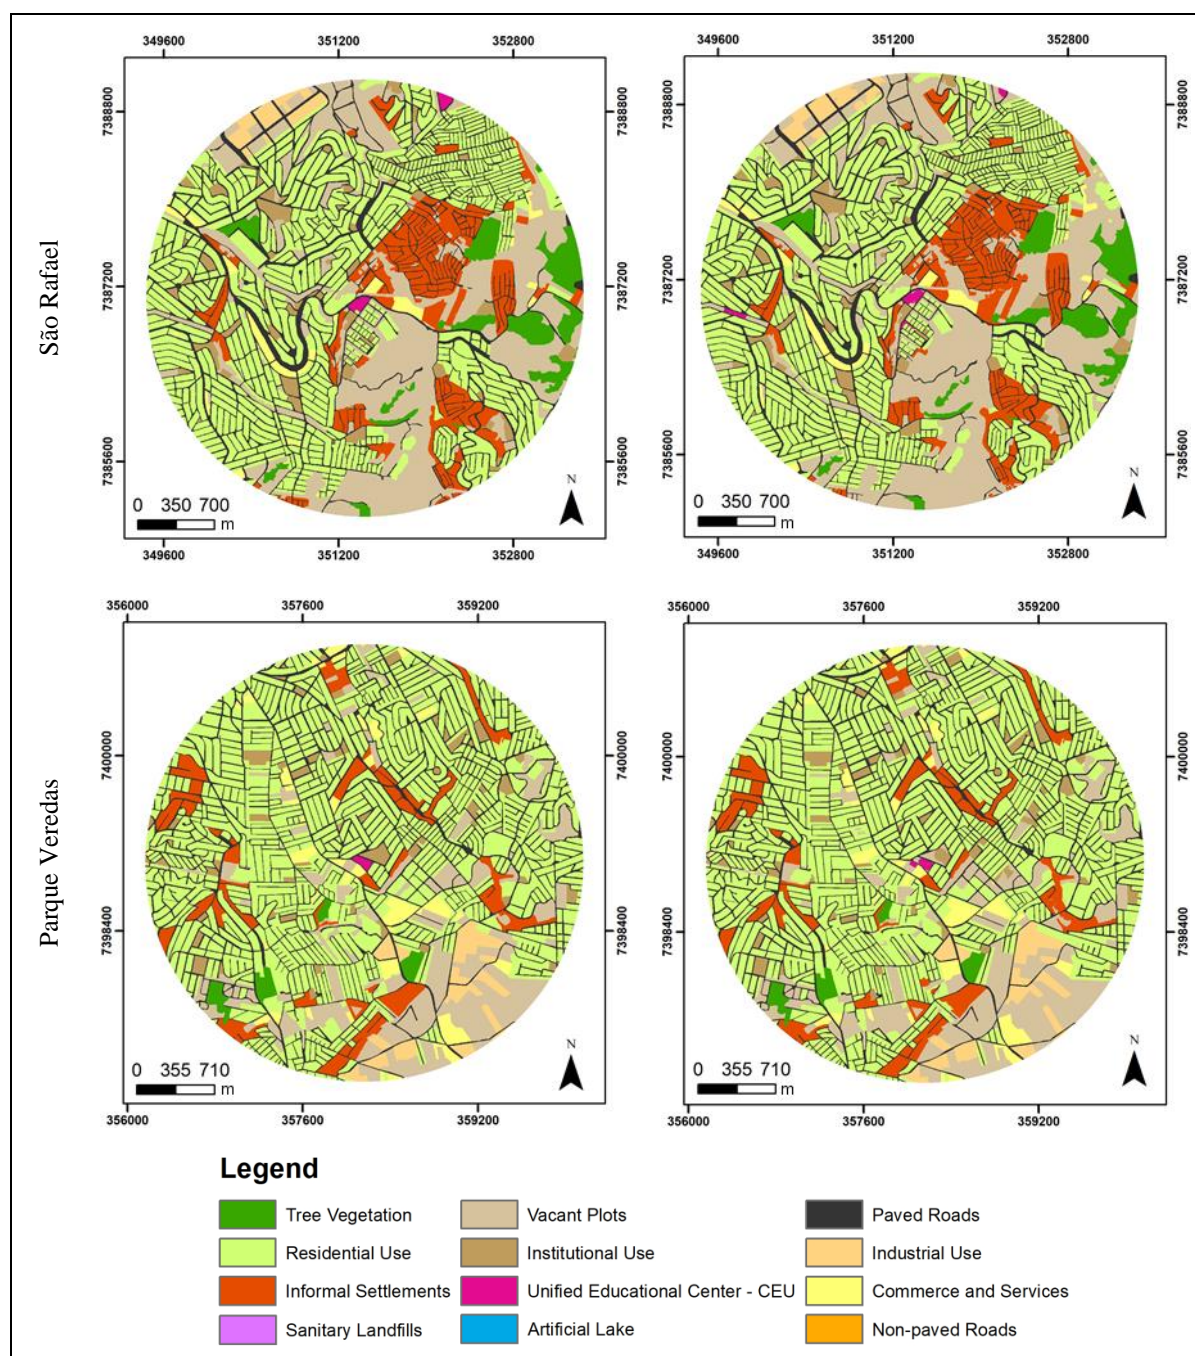 349600 351200 352800 349600 351200 352800
7388800 7388800 7388800 7388800
São Rafael
7387200 7387200 7387200 7387200
7385600 7385600 7385600 7385600
0 350 700 m N 0 350 700 m N
349600 351200 352800 349600 351200 352800
356000 357600 359200 356000 357600 359200
7400000 7400000 7400000 7400000
Parque Veredas
7398400 7398400 7398400 7398400
0 355 710 m N 0 355 710 m N
356000 357600 359200 356000 357600 359200
Legend
Tree Vegetation Vacant Plots Paved Roads
Residential Use Institutional Use Industrial Use
Informal Settlements Unified Educational Center - CEU Commerce and Services
Sanitary Landfills Artificial Lake Non-paved Roads